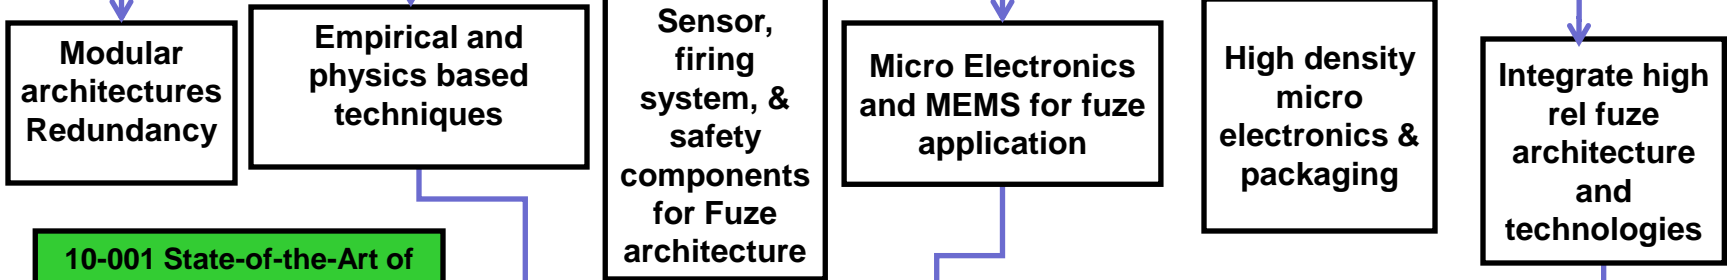 Modular
architectures
Redundancy
Empirical and
physics based
techniques
Sensor,
firing
system, &
safety
components
for Fuze
architecture
Micro Electronics
and MEMS for fuze
application
High density
micro
electronics &
packaging
Integrate high
rel fuze
architecture
and
technologies
10-001 State-of-the-Art of